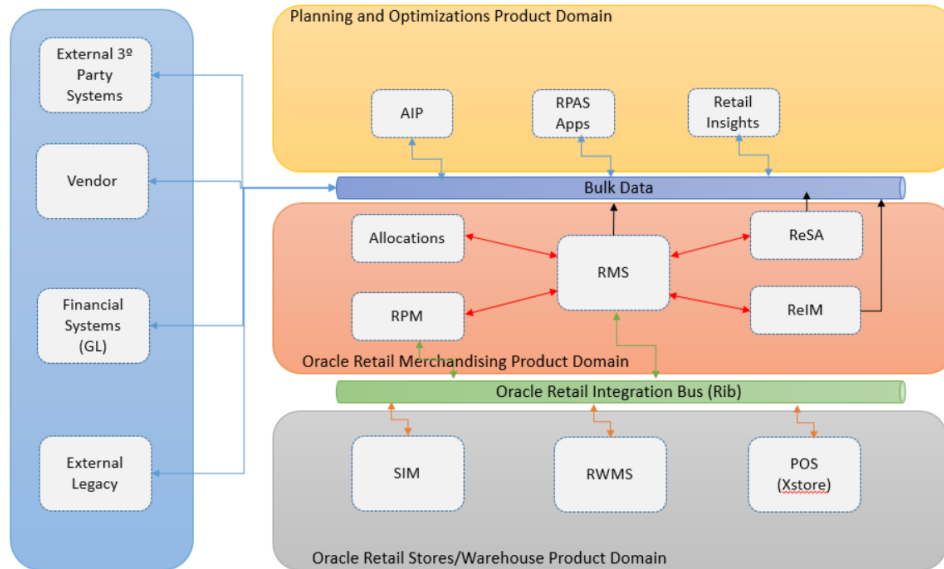 Planning and Optimizations Product Domain
External 3º
Party
Systems
AIP
RPAS
Apps
Retail
Insights
Vendor
Bulk Data
Allocations
RMS
ReSA
Financial
Systems
(GL)
RPM
ReIM
Oracle Retail Merchandising Product Domain
Oracle Retail Integration Bus (Rib)
External
Legacy
SIM
RWMS
POS
(Xstore)
Oracle Retail Stores/Warehouse Product Domain